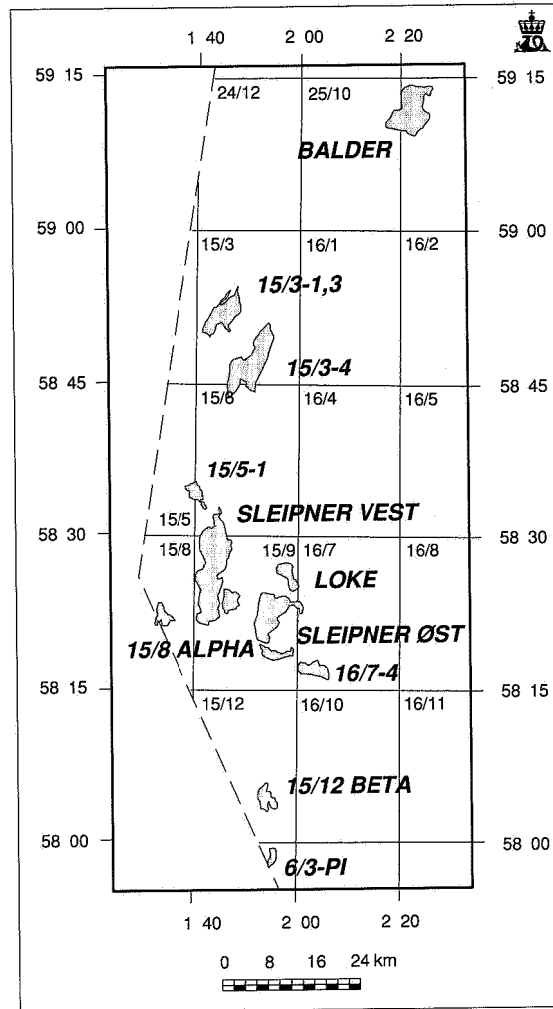 1 40 2 00 2 20
59 15 59 15
24/12 25/10
BALDER
59 00 59 00
15/3 16/1 16/2
15/3-1,3
15/3-4
58 45 58 45
15/6 16/4 16/5
15/5-1
SLEIPNER VEST
15/5
58 30 58 30
15/8 15/9 16/7 16/8
LOKE
SLEIPNER ØST
15/8 ALPHA
16/7-4
58 15 58 15
15/12 16/10 16/11
15/12 BETA
58 00 58 00
6/3-PI
1 40 2 00 2 20
0 8 16 24 km